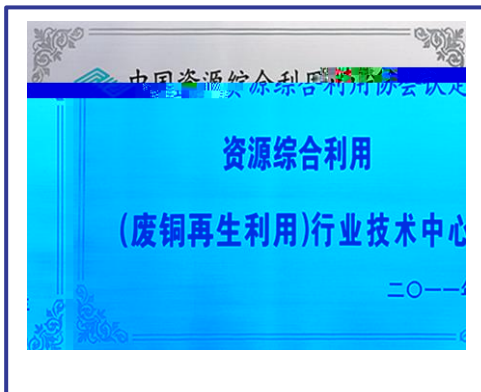 中国资源综合利用协会认定
资源综合利用
(废铜再生利用)行业技术中心
二〇一一年